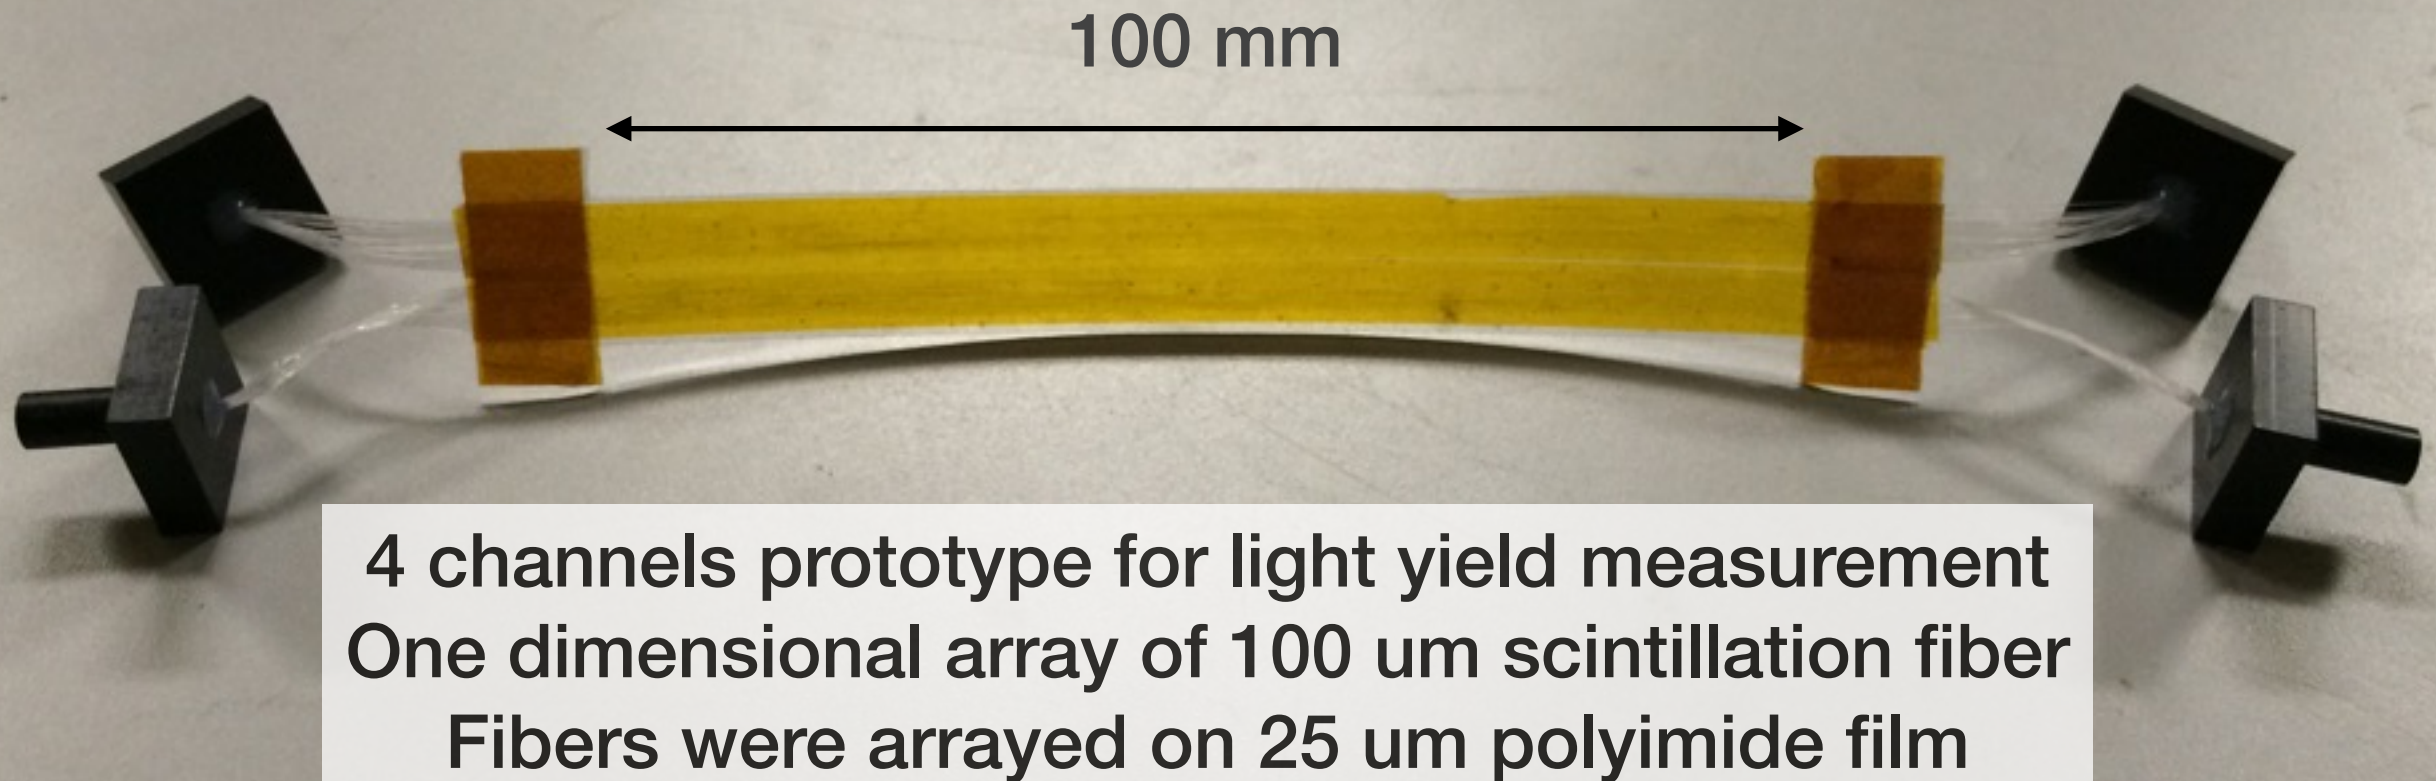 100 mm
4 channels prototype for light yield measurement
One dimensional array of 100 um scintillation fiber
Fibers were arrayed on 25 um polyimide film